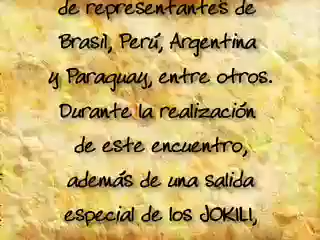 de representantes de
Brasil, Perú, Argentina
y Paraguay, entre otros.
Durante la realización
de este encuentro,
además de una salida
especial de los JOKILI,